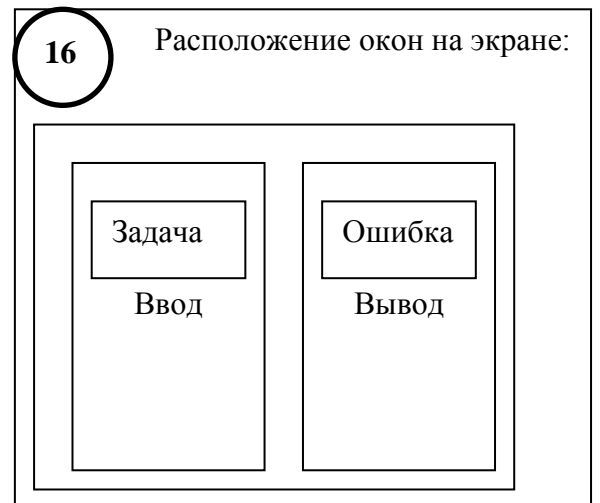 16
Расположение окон на экране:
Задача
Ошибка
Ввод
Вывод